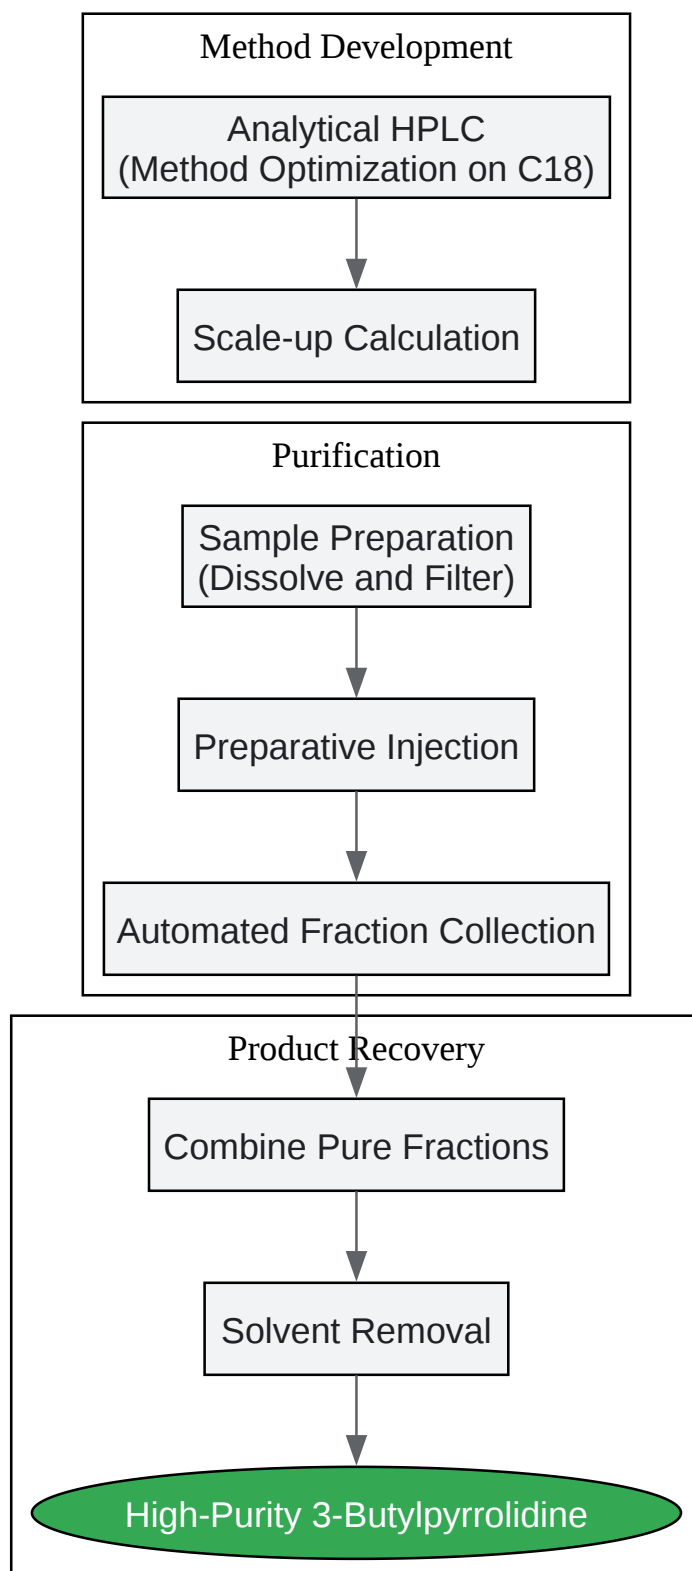 Method Development
Analytical HPLC
(Method Optimization on C18)
Scale-up Calculation
Purification
Sample Preparation
(Dissolve and Filter)
Preparative Injection
Automated Fraction Collection
Product Recovery
Combine Pure Fractions
Solvent Removal
High-Purity 3-Butylpyrrolidine